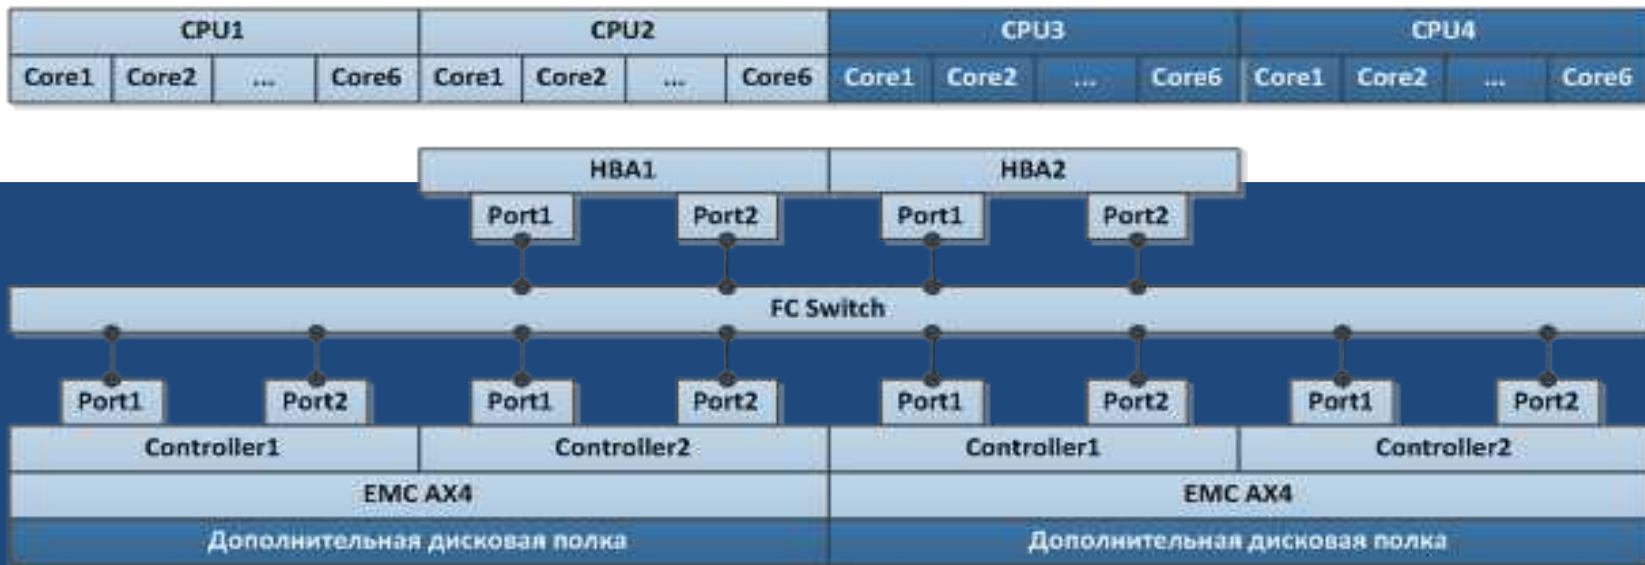 CPU1 CPU2 CPU3 CPU4
Core1 Core2 ... Core6 Core1 Core2 ... Core6 Core1 Core2 ... Core6 Core1 Core2 ... Core6
HBA1 HBA2
Port1 Port2 Port1 Port2
FC Switch
Port1 Port2 Port1 Port2 Port1 Port2 Port1 Port2
Controller1 Controller2 Controller1 Controller2
EMC AX4 EMC AX4
Дополнительная дисковая полка Дополнительная дисковая полка